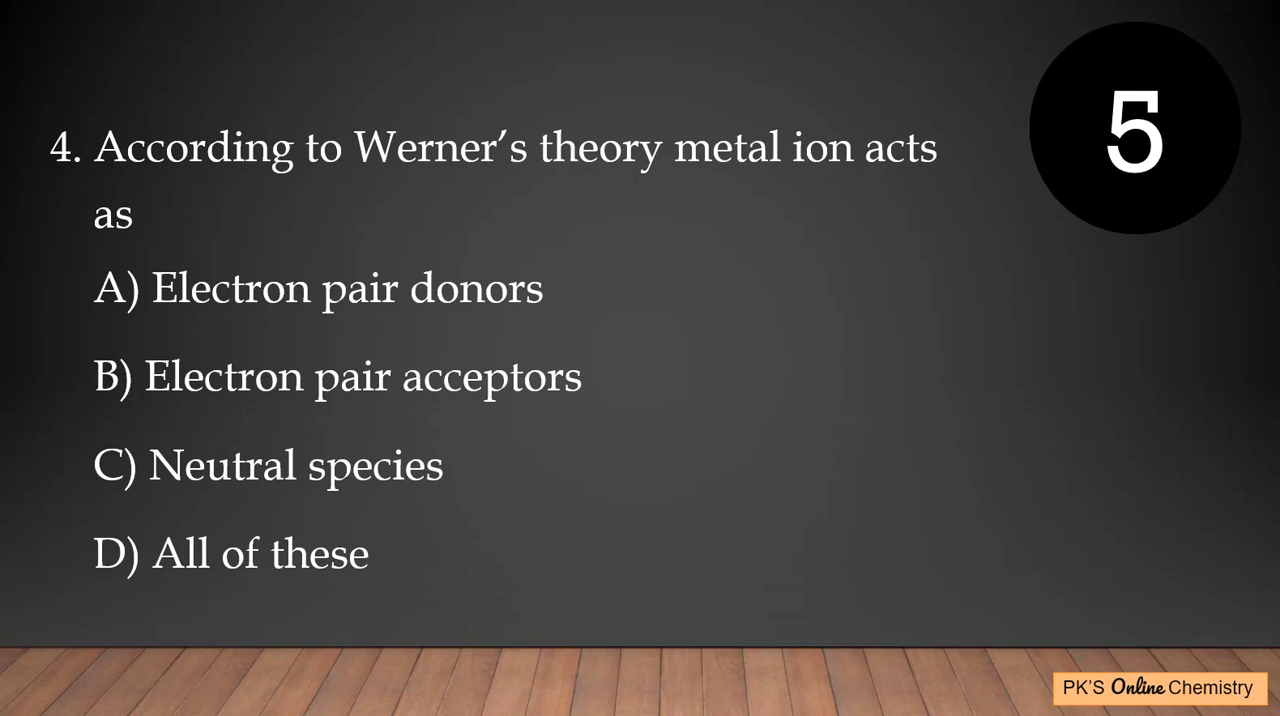 4. According to Werner’s theory metal ion acts
as
A) Electron pair donors
B) Electron pair acceptors
C) Neutral species
D) All of these
5
PK'S Online Chemistry